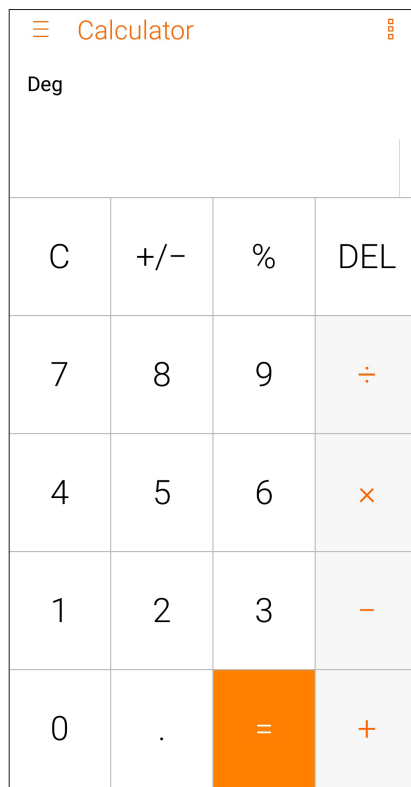 Calculator
Deg
C +/− % DEL
7 8 9 ÷
4 5 6 ×
1 2 3 −
0 . = +